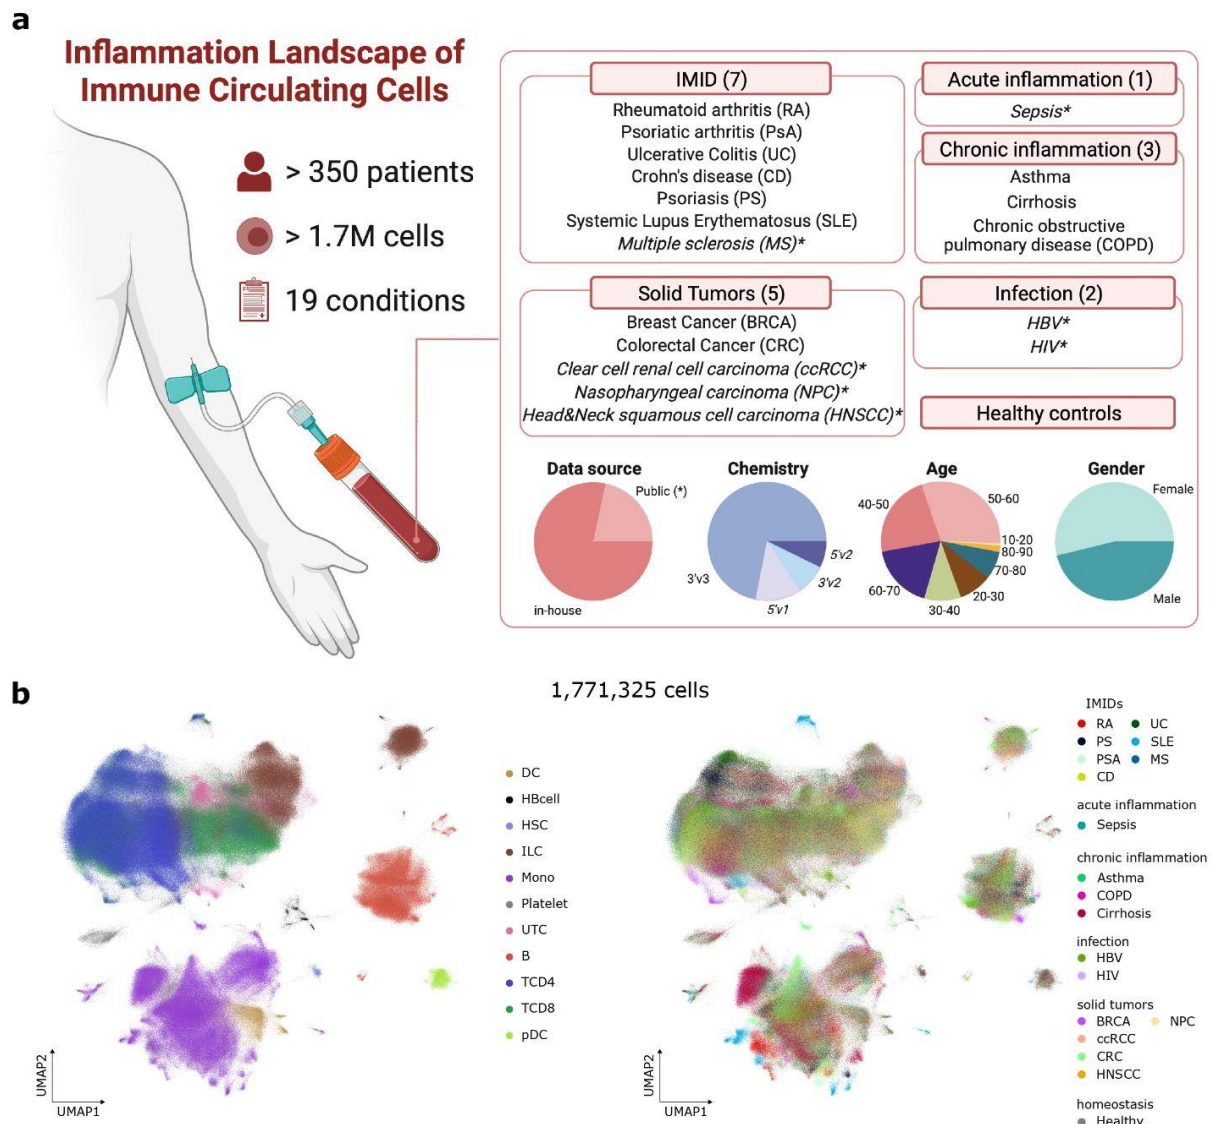 a
Inflammation Landscape of
Immune Circulating Cells
> 350 patients
> 1.7M cells
19 conditions
IMID (7)
Rheumatoid arthritis (RA)
Psoriatic arthritis (PsA)
Ulcerative Colitis (UC)
Crohn's disease (CD)
Psoriasis (PS)
Systemic Lupus Erythematosus (SLE)
Multiple sclerosis (MS)*
Acute inflammation (1)
Sepsis*
Chronic inflammation (3)
Asthma
Cirrhosis
Chronic obstructive
pulmonary disease (COPD)
Solid Tumors (5)
Breast Cancer (BRCA)
Colorectal Cancer (CRC)
Clear cell renal cell carcinoma (ccRCC)*
Nasopharyngeal carcinoma (NPC)*
Head&Neck squamous cell carcinoma (HNSCC)*
Infection (2)
HBV*
HIV*
Healthy controls
Data source
Public (*)
in-house
Chemistry
3'v3
5'v2
3'v2
5'v1
Age
40-50
50-60
10-20
80-90
70-80
20-30
30-40
60-70
Gender
Female
Male
b
1,771,325 cells
DC
HBcell
HSC
ILC
Mono
Platelet
UTC
B
TCD4
TCD8
pDC
UMAP2
UMAP1
UMAP2
UMAP1
IMIDs
RA UC
PS SLE
PSA MS
CD
acute inflammation
Sepsis
chronic inflammation
Asthma
COPD
Cirrhosis
infection
HBV
HIV
solid tumors
BRCA NPC
ccRCC
CRC
HNSCC
homeostasis
Healthy